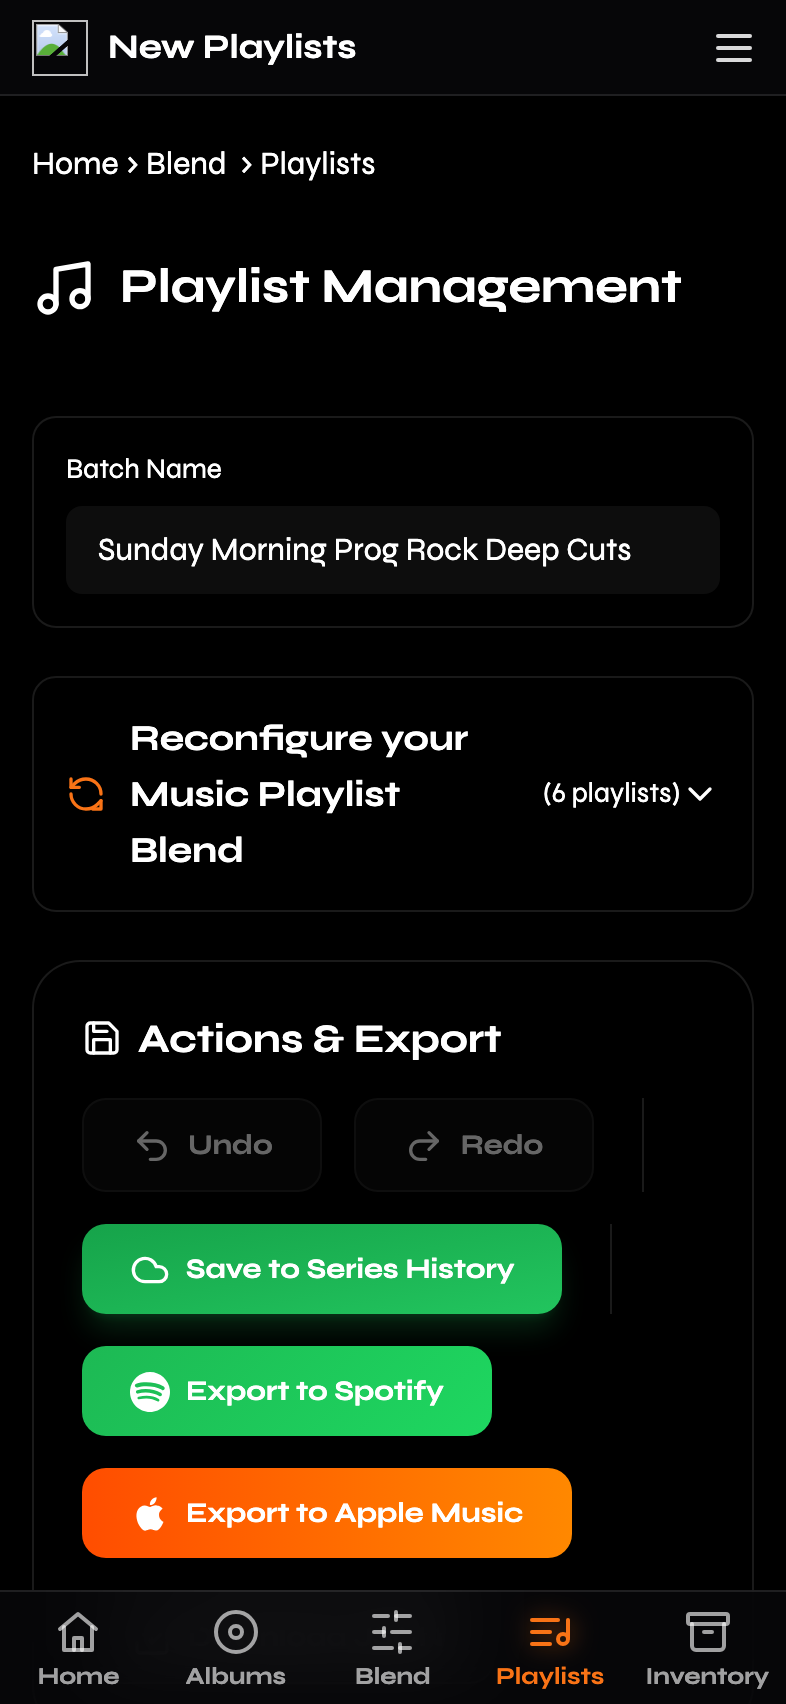 New Playlists
Home › Blend › Playlists
Playlist Management
Batch Name
Sunday Morning Prog Rock Deep Cuts
Reconfigure your
Music Playlist
Blend
(6 playlists)
Actions & Export
Undo
Redo
Save to Series History
Export to Spotify
Export to Apple Music
Home
Albums
Blend
Playlists
Inventory